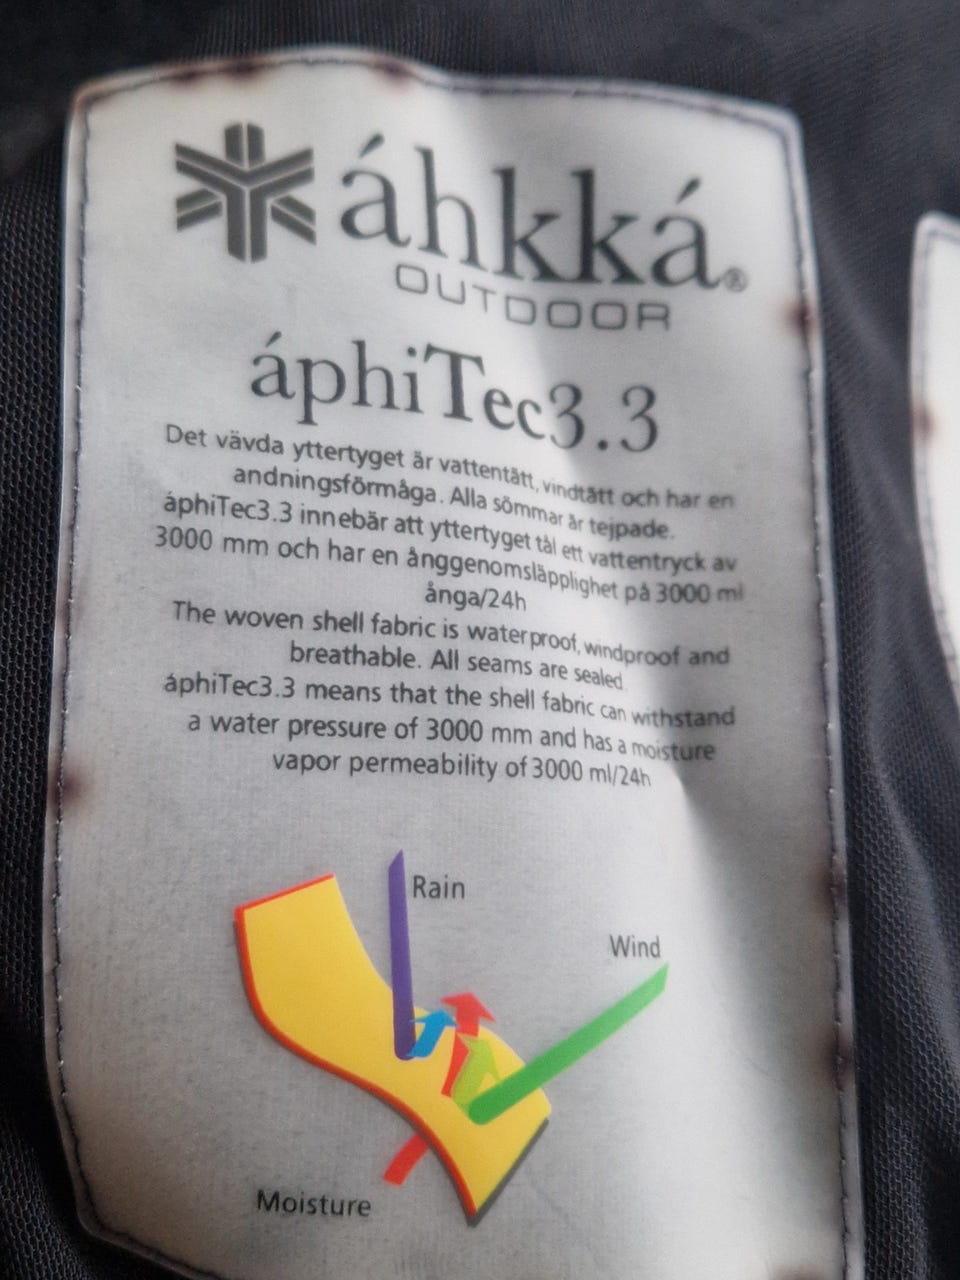 áhkká®
OUTDOOR
áphiTec3.3
Det vävda yttertyget är vattentätt, vindtätt och har en
andningsförmåga. Alla sömmar är tejpade.
áphiTec3.3 innebär att yttertyget tål ett vattentryck av
3000 mm och har en ånggenomsläpplighet på 3000 ml
ånga/24h
The woven shell fabric is waterproof, windproof and
breathable. All seams are sealed.
áphiTec3.3 means that the shell fabric can withstand
a water pressure of 3000 mm and has a moisture
vapor permeability of 3000 ml/24h
Rain
Wind
Moisture